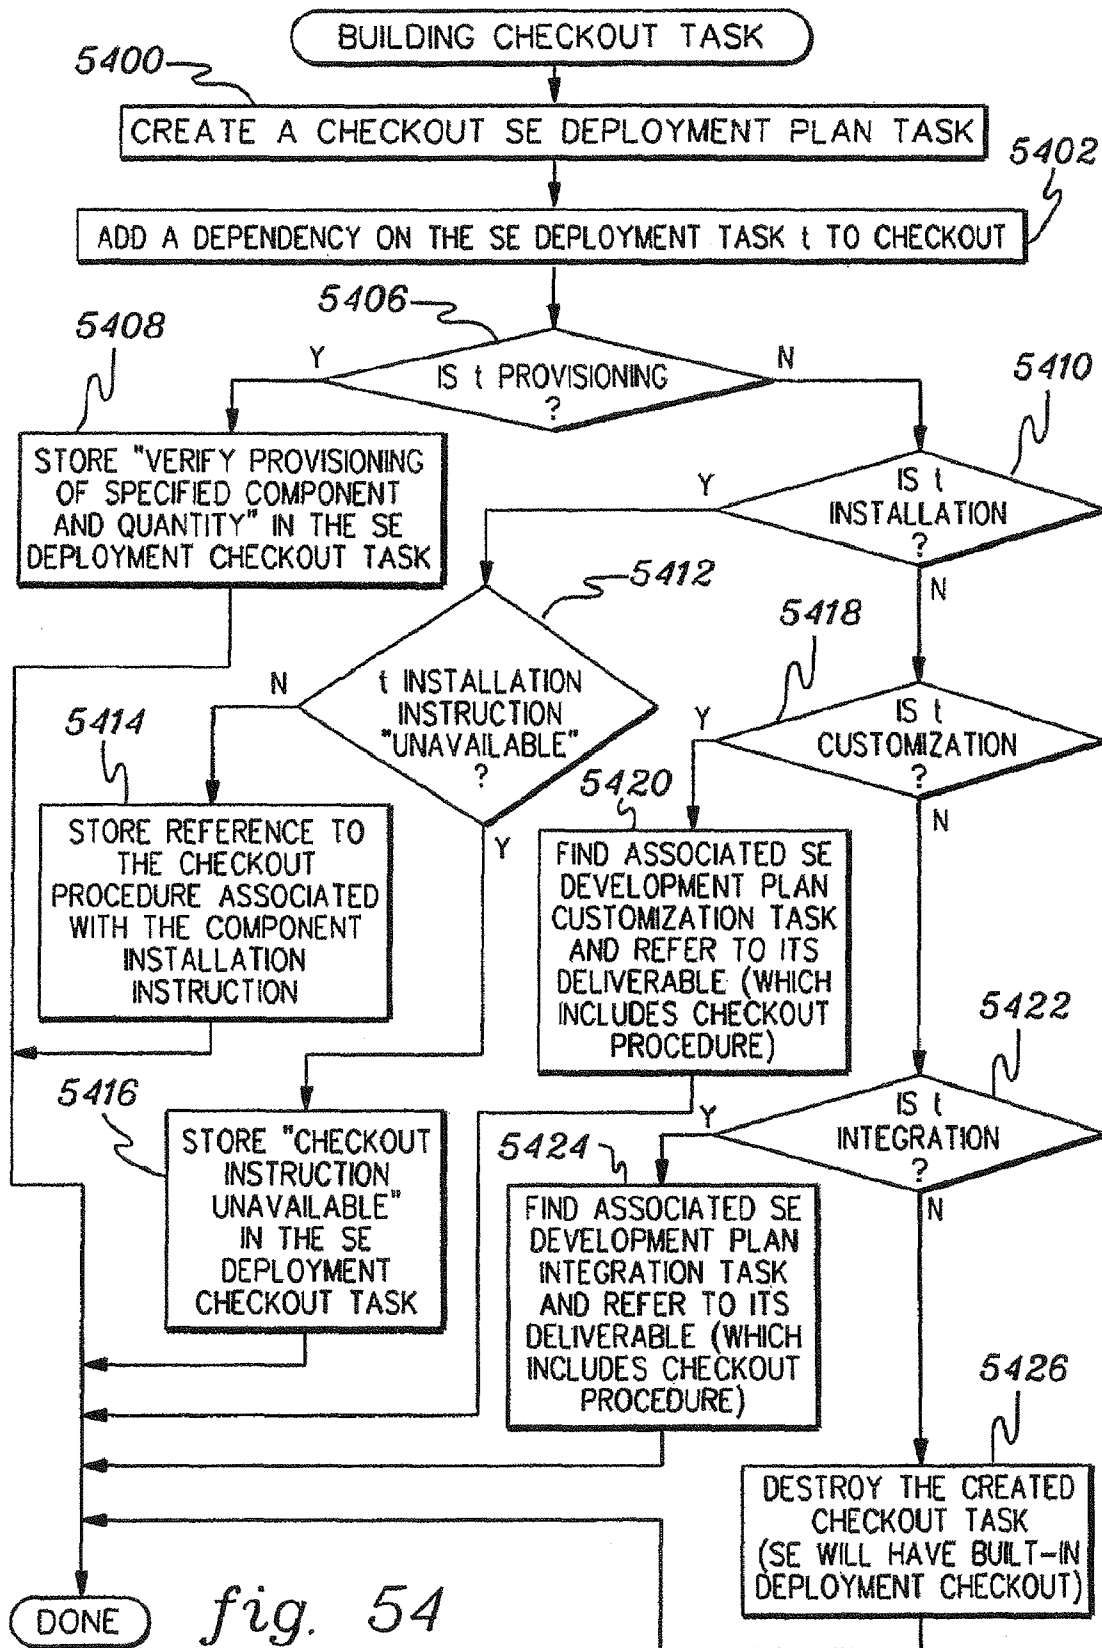 BUILDING CHECKOUT TASK
5400
CREATE A CHECKOUT SE DEPLOYMENT PLAN TASK
5402
ADD A DEPENDENCY ON THE SE DEPLOYMENT TASK t TO CHECKOUT
5406
5408
Y
IS t PROVISIONING
?
N
5410
STORE "VERIFY PROVISIONING
OF SPECIFIED COMPONENT
AND QUANTITY" IN THE SE
DEPLOYMENT CHECKOUT TASK
Y
IS t
INSTALLATION
?
N
5412
5418
N
t INSTALLATION
INSTRUCTION
"UNAVAILABLE"
?
Y
Y
IS t
CUSTOMIZATION
?
N
5414
STORE REFERENCE TO
THE CHECKOUT
PROCEDURE ASSOCIATED
WITH THE COMPONENT
INSTALLATION
INSTRUCTION
5420
FIND ASSOCIATED SE
DEVELOPMENT PLAN
CUSTOMIZATION TASK
AND REFER TO ITS
DELIVERABLE (WHICH
INCLUDES CHECKOUT
PROCEDURE)
5422
5416
STORE "CHECKOUT
INSTRUCTION
UNAVAILABLE"
IN THE SE
DEPLOYMENT
CHECKOUT TASK
Y
IS t
INTEGRATION
?
N
5424
FIND ASSOCIATED SE
DEVELOPMENT PLAN
INTEGRATION TASK
AND REFER TO ITS
DELIVERABLE (WHICH
INCLUDES CHECKOUT
PROCEDURE)
5426
DESTROY THE CREATED
CHECKOUT TASK
(SE WILL HAVE BUILT-IN
DEPLOYMENT CHECKOUT)
DONE
fig. 54